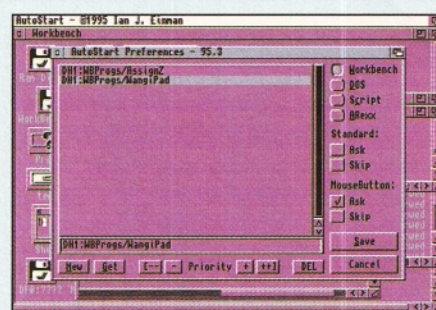 AutoStart - ©1995 Ian J. Einman
Workbench
AutoStart Preferences - 95.3
DH1:WBProgs/AssignZ
DH1:WBProgs/WangiPad
Workbench
DOS
Script
ARexx
Standard:
Ask
Skip
MouseButton:
Ask
Skip
DH1:WBProgs/WangiPad
Save
New Get [-- - Priority + ++] DEL
Cancel